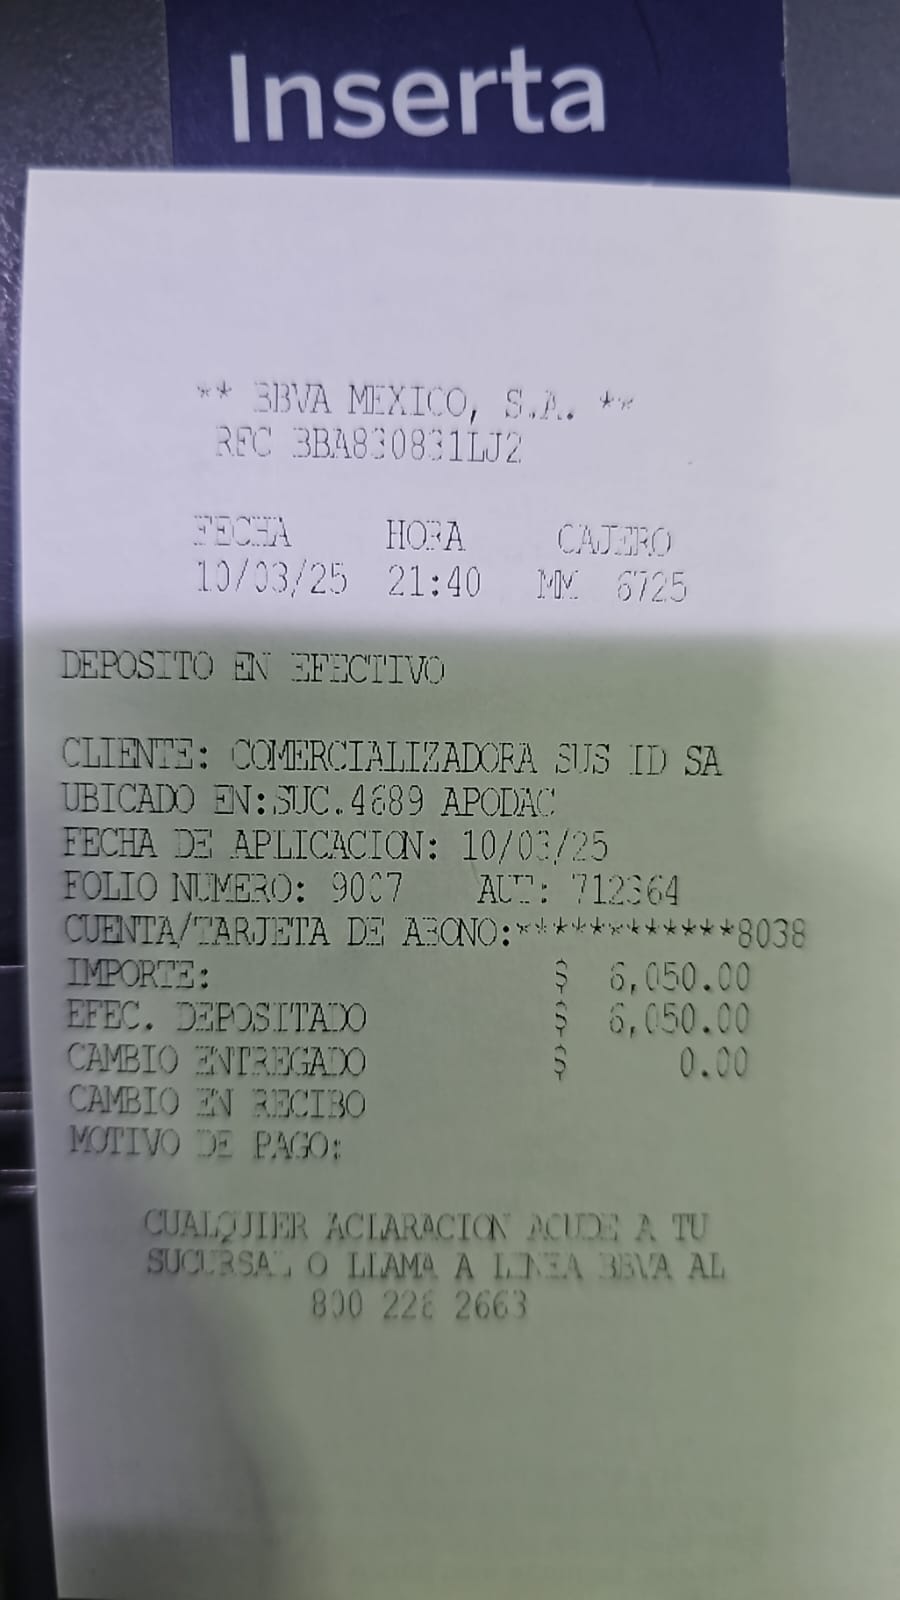 Inserta
** BBVA MEXICO, S.A. **
RFC BBA830831LJ2
FECHA HORA CAJERO
10/03/25 21:40 MM 6725
DEPOSITO EN EFECTIVO
CLIENTE: COMERCIALIZADORA SUS ID SA
UBICADO EN:SUC.4689 APODAC
FECHA DE APLICACION: 10/03/25
FOLIO NUMERO: 9007 AUT: 712364
CUENTA/TARJETA DE ABONO:************8038
IMPORTE: $ 6,050.00
EFEC. DEPOSITADO $ 6,050.00
CAMBIO ENTREGADO $ 0.00
CAMBIO EN RECIBO
MOTIVO DE PAGO:
CUALQUIER ACLARACION ACUDE A TU
SUCURSAL O LLAMA A LINEA BBVA AL
800 226 2663